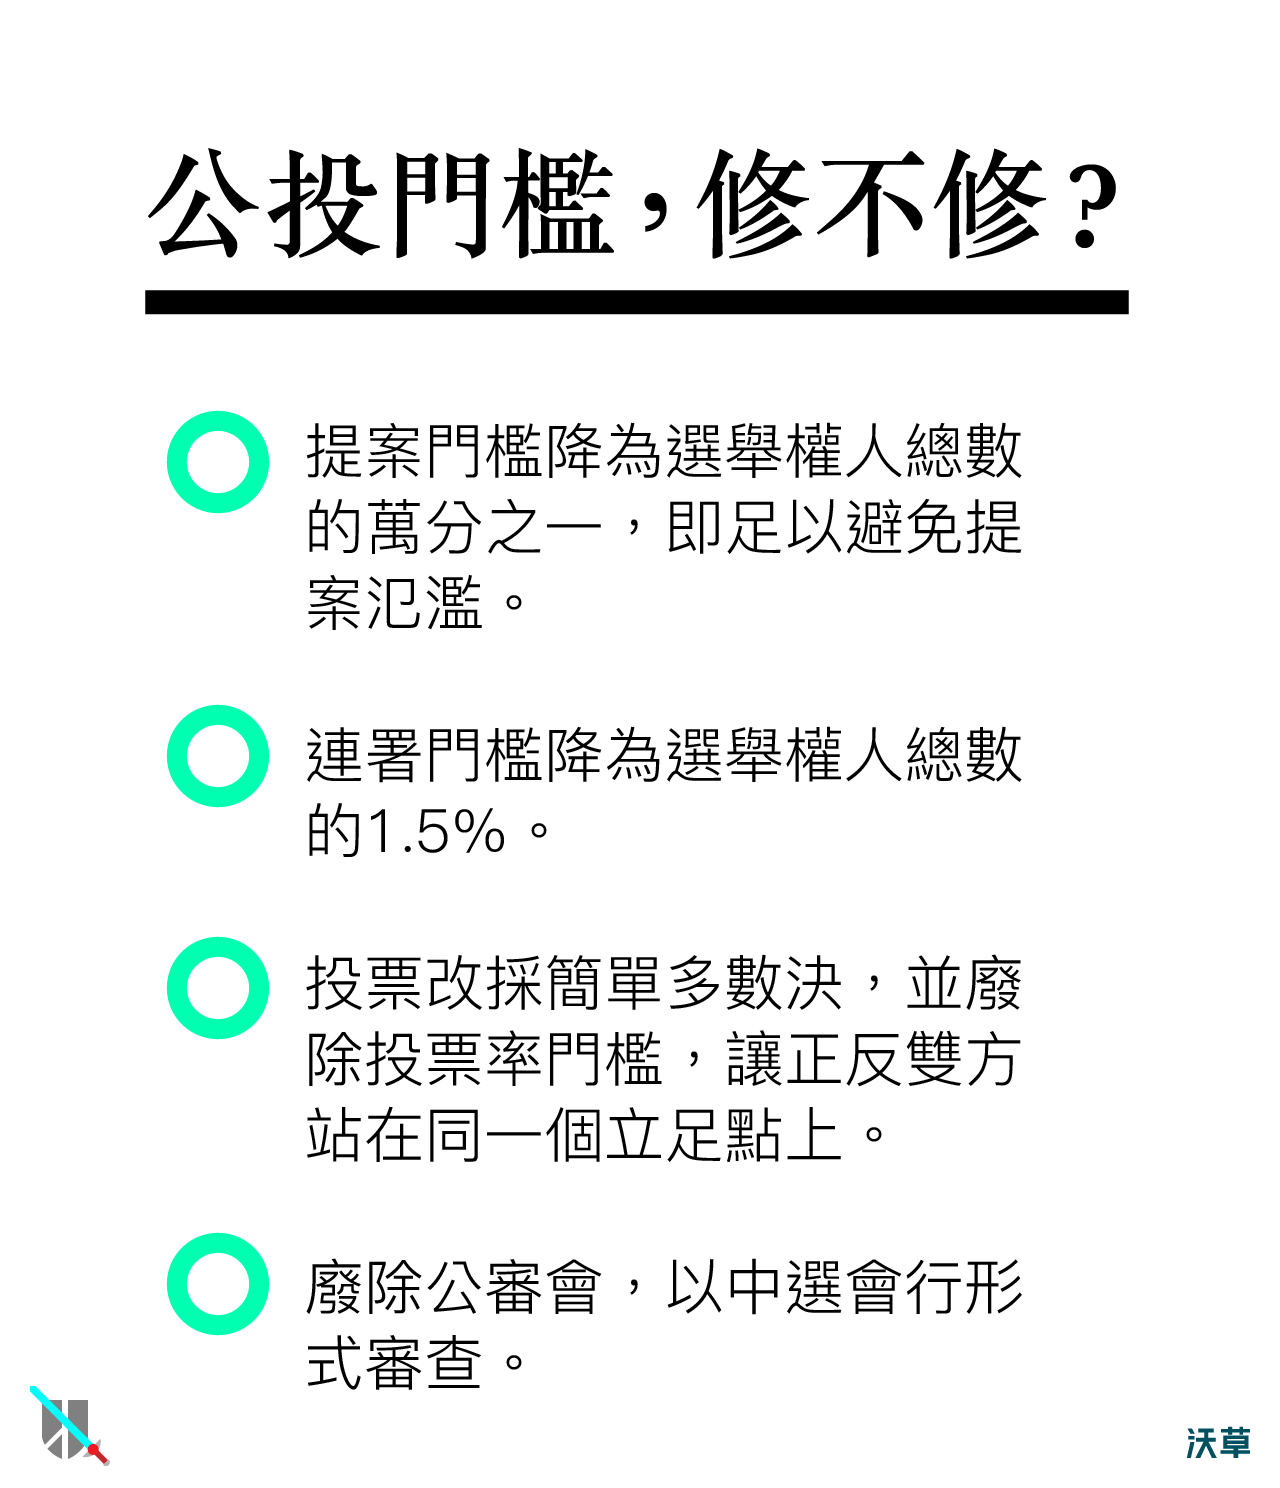 公投門檻，修不修？
提案門檻降為選舉權人總數
的萬分之一，即足以避免提
案氾濫。
連署門檻降為選舉權人總數
的1.5%。
投票改採簡單多數決，並廢
除投票率門檻，讓正反雙方
站在同一個立足點上。
廢除公審會，以中選會行形
式審查。
沃草